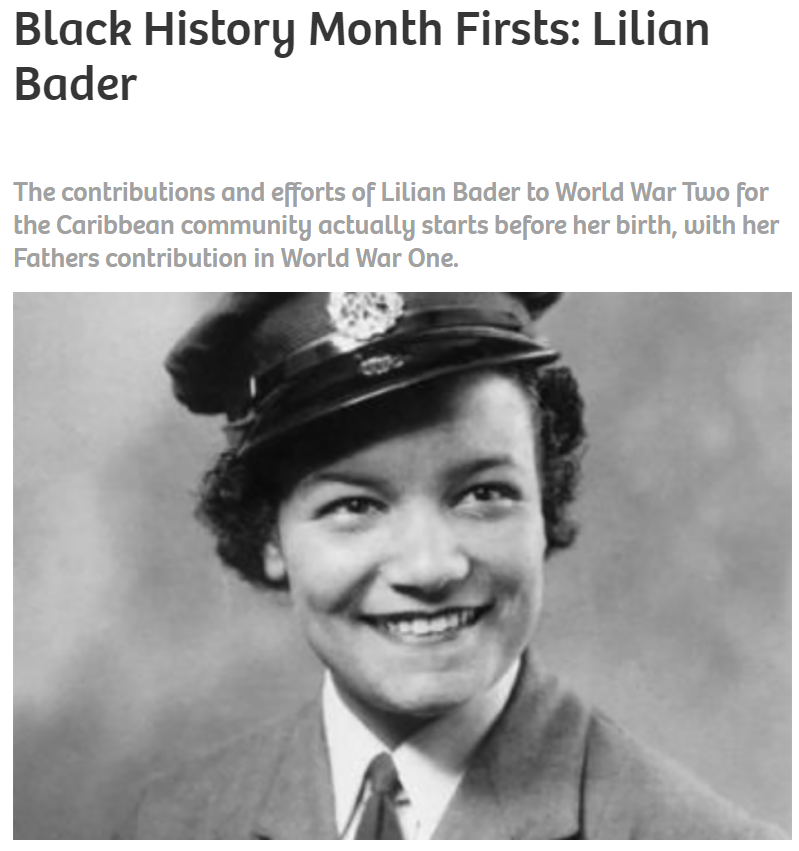 Black History Month Firsts: Lilian
Bader
The contributions and efforts of Lilian Bader to World War Two for
the Caribbean community actually starts before her birth, with her
Fathers contribution in World War One.